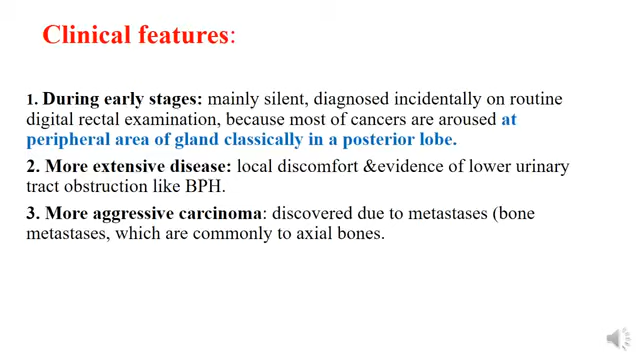 Clinical features:
1. During early stages: mainly silent, diagnosed incidentally on routine
digital rectal examination, because most of cancers are aroused at
peripheral area of gland classically in a posterior lobe.
2. More extensive disease: local discomfort &evidence of lower urinary
tract obstruction like BPH.
3. More aggressive carcinoma: discovered due to metastases (bone
metastases, which are commonly to axial bones.